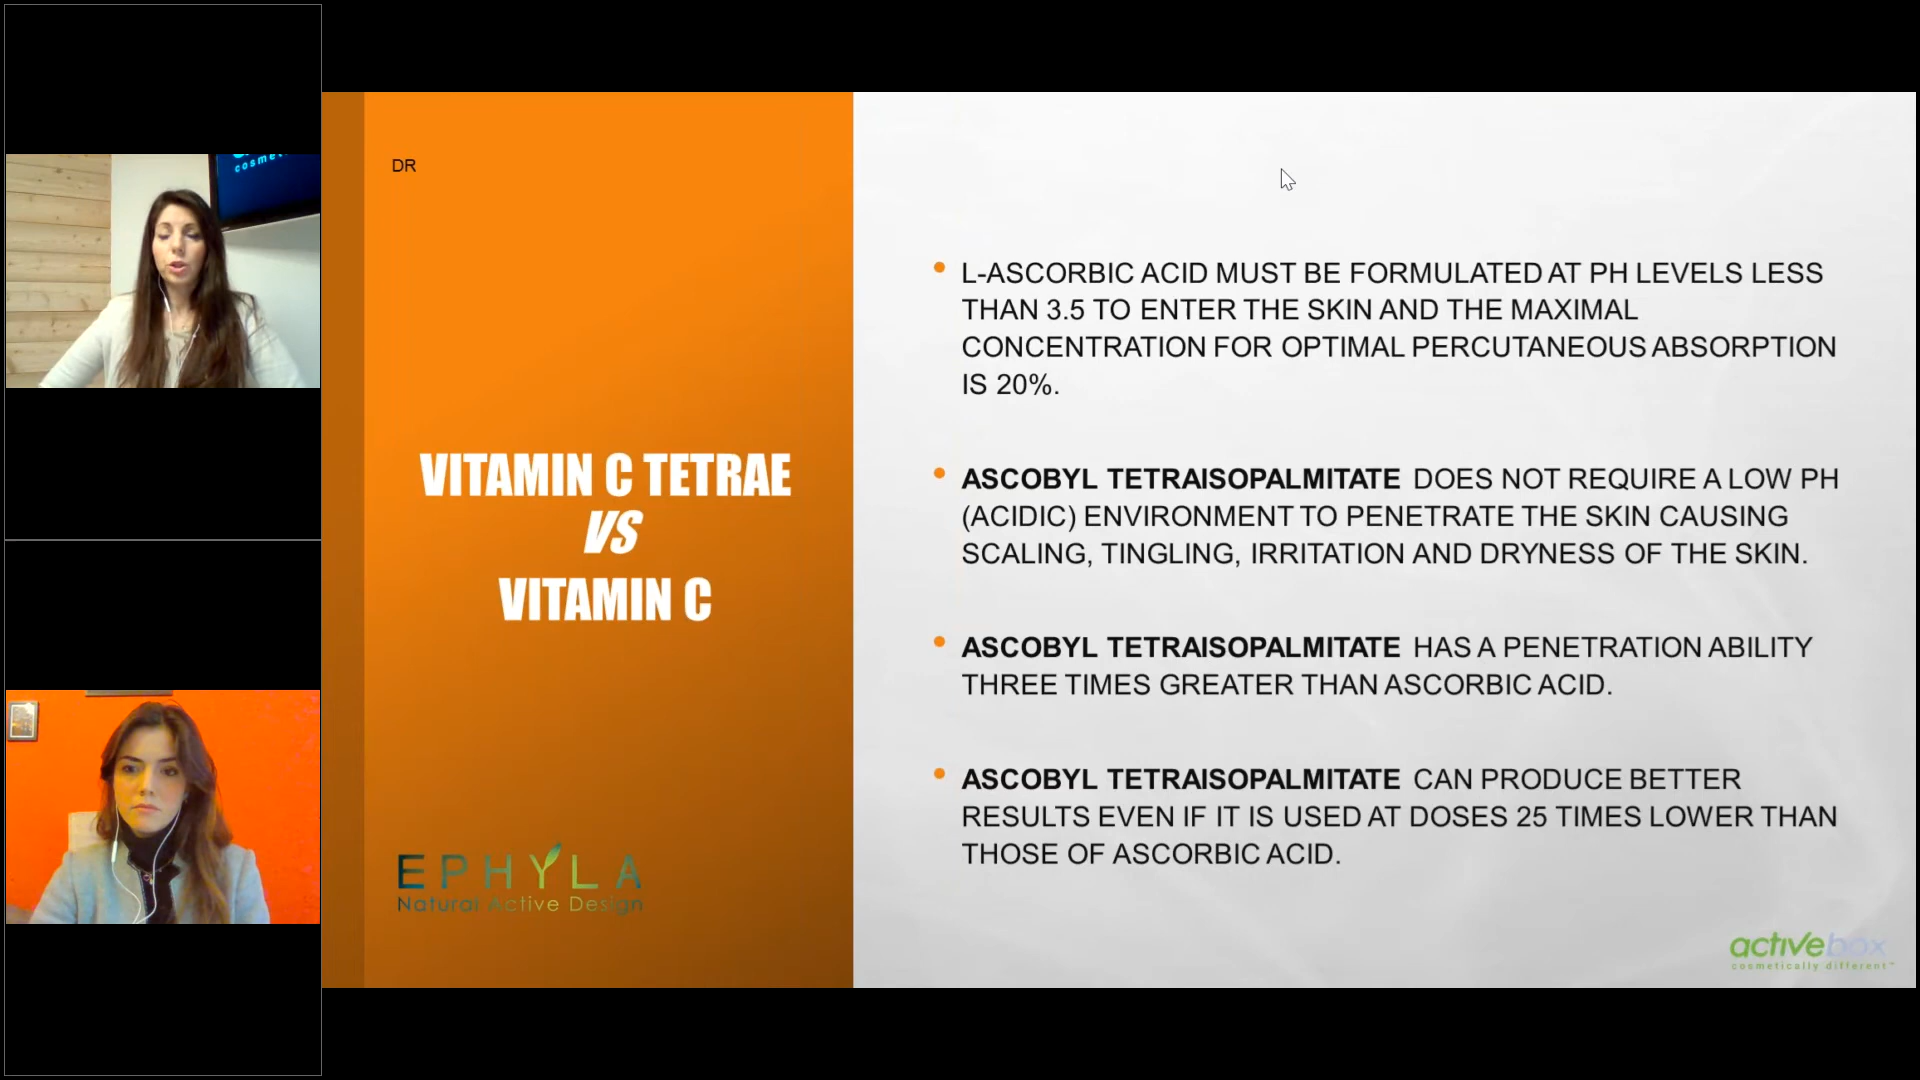 cosme
DR
VITAMIN C TETRAE
VS
VITAMIN C
EPHYLA
Natural Active Design
• L-ASCORBIC ACID MUST BE FORMULATED AT PH LEVELS LESS
THAN 3.5 TO ENTER THE SKIN AND THE MAXIMAL
CONCENTRATION FOR OPTIMAL PERCUTANEOUS ABSORPTION
IS 20%.
• ASCOBYL TETRAISOPALMITATE DOES NOT REQUIRE A LOW PH
(ACIDIC) ENVIRONMENT TO PENETRATE THE SKIN CAUSING
SCALING, TINGLING, IRRITATION AND DRYNESS OF THE SKIN.
• ASCOBYL TETRAISOPALMITATE HAS A PENETRATION ABILITY
THREE TIMES GREATER THAN ASCORBIC ACID.
• ASCOBYL TETRAISOPALMITATE CAN PRODUCE BETTER
RESULTS EVEN IF IT IS USED AT DOSES 25 TIMES LOWER THAN
THOSE OF ASCORBIC ACID.
activebox
cosmetically different™